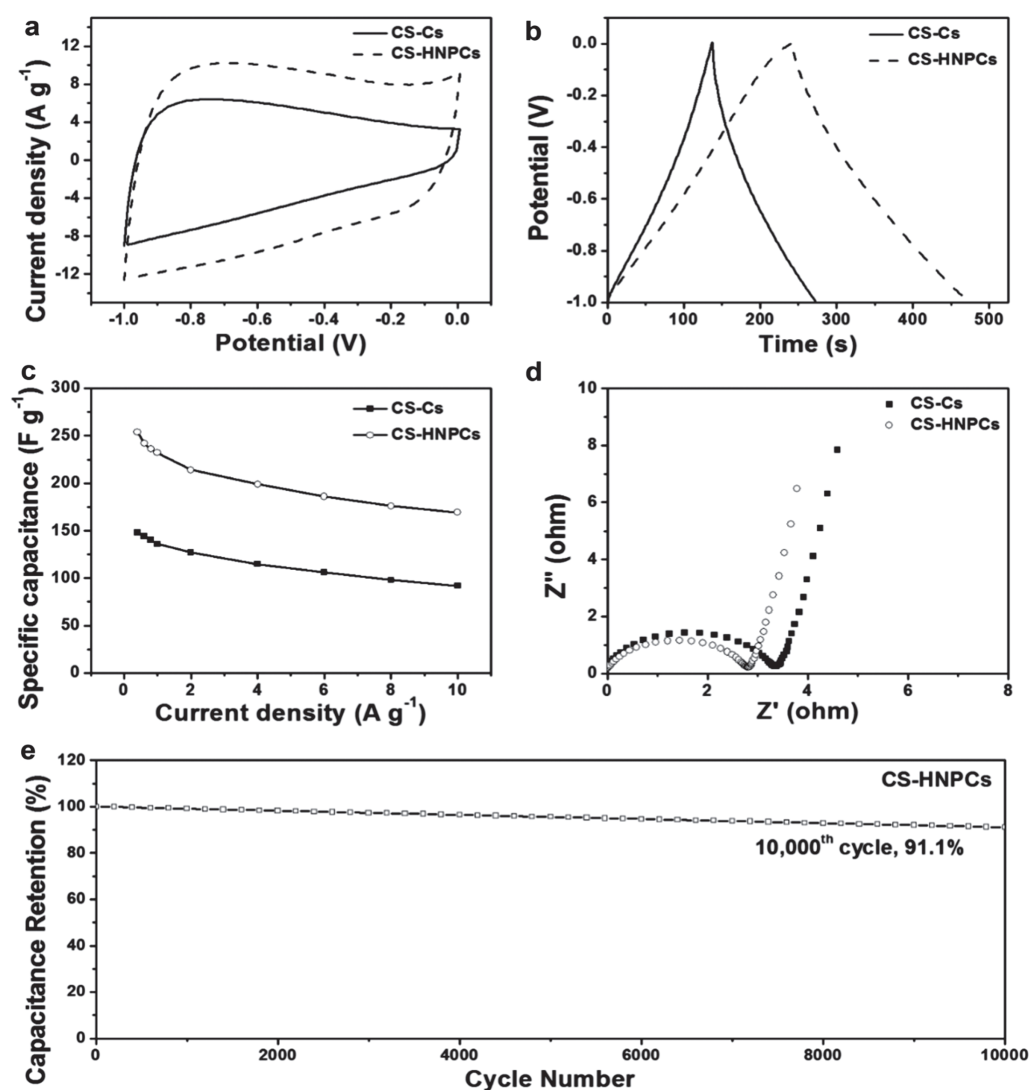 a
CS-Cs
CS-HNPCs
12
8
4
0
-4
-8
-12
Current density (A g⁻¹)
-1.0 -0.8 -0.6 -0.4 -0.2 0.0
Potential (V)
b
CS-Cs
CS-HNPCs
0.0
-0.2
-0.4
-0.6
-0.8
-1.0
Potential (V)
0 100 200 300 400 500
Time (s)
c
CS-Cs
CS-HNPCs
300
250
200
150
100
50
0
Specific capacitance (F g⁻¹)
0 2 4 6 8 10
Current density (A g⁻¹)
d
CS-Cs
CS-HNPCs
10
8
6
4
2
0
Z'' (ohm)
0 2 4 6 8
Z' (ohm)
e
CS-HNPCs
10,000th cycle, 91.1%
120
100
80
60
40
20
0
Capacitance Retention (%)
0 2000 4000 6000 8000 10000
Cycle Number